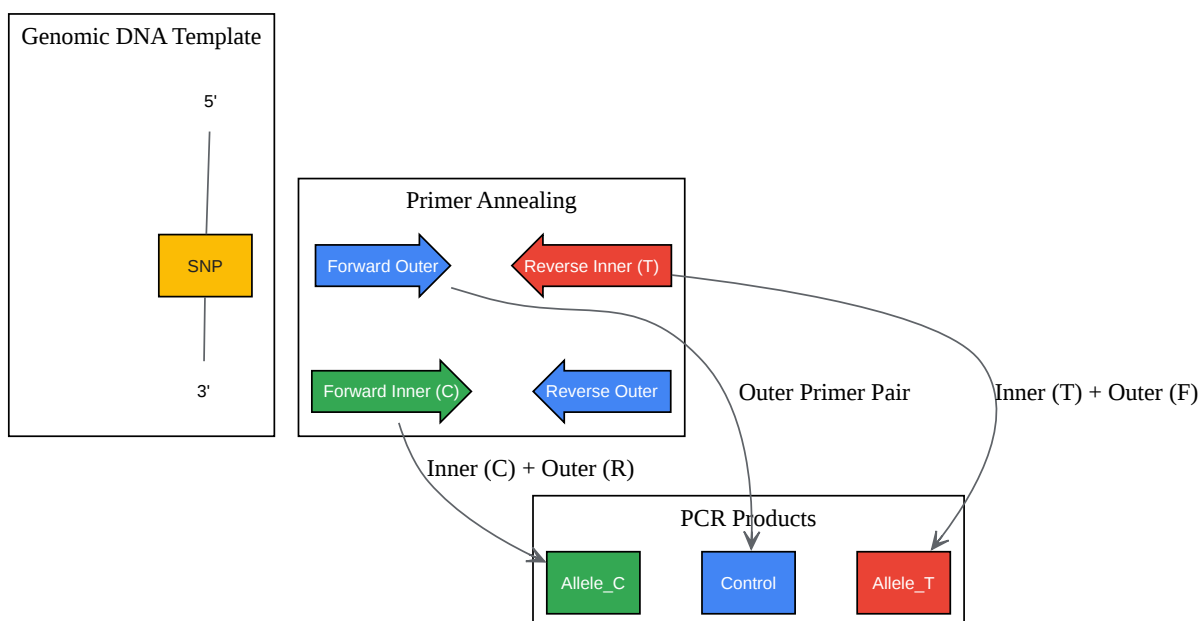 Genomic DNA Template
5'
SNP
3'
Primer Annealing
Forward Outer
Reverse Inner (T)
Forward Inner (C)
Reverse Outer
Outer Primer Pair
Inner (T) + Outer (F)
Inner (C) + Outer (R)
PCR Products
Allele_C
Control
Allele_T